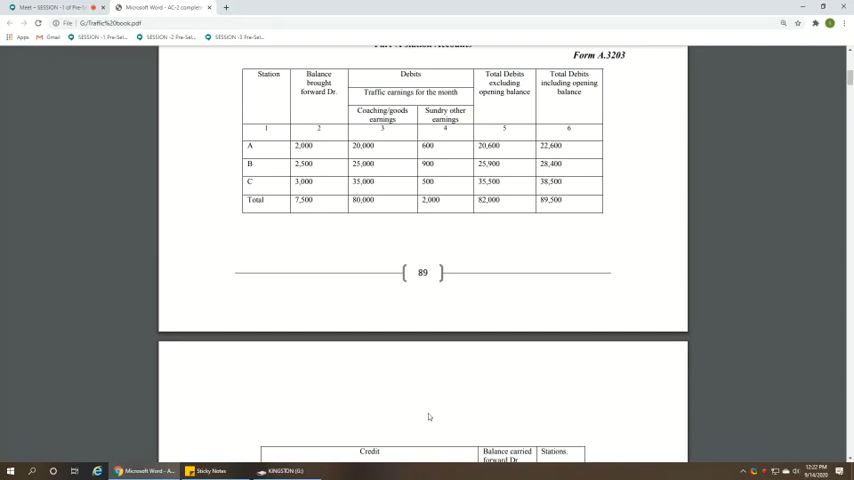 Meet – SESSION -1 of Pre-Sel
Microsoft Word - AC-2 complet
File | G:/Traffic%20book.pdf
Apps Gmail SESSION -1 Pre-Sel... SESSION -2 Pre-Sel... SESSION -3 Pre-Sel...
Form A.3203
Station Balance brought forward Dr. Debits Total Debits excluding opening balance Total Debits including opening balance
Traffic earnings for the month
Coaching/goods earnings Sundry other earnings
1 2 3 4 5 6
A 2,000 20,000 600 20,600 22,600
B 2,500 25,000 900 25,900 28,400
C 3,000 35,000 500 35,500 38,500
Total 7,500 80,000 2,000 82,000 89,500
89
Credit Balance carried forward Dr Stations.
Microsoft Word - A... Sticky Notes KINGSTON (G:)
12:22 PM
9/14/2020